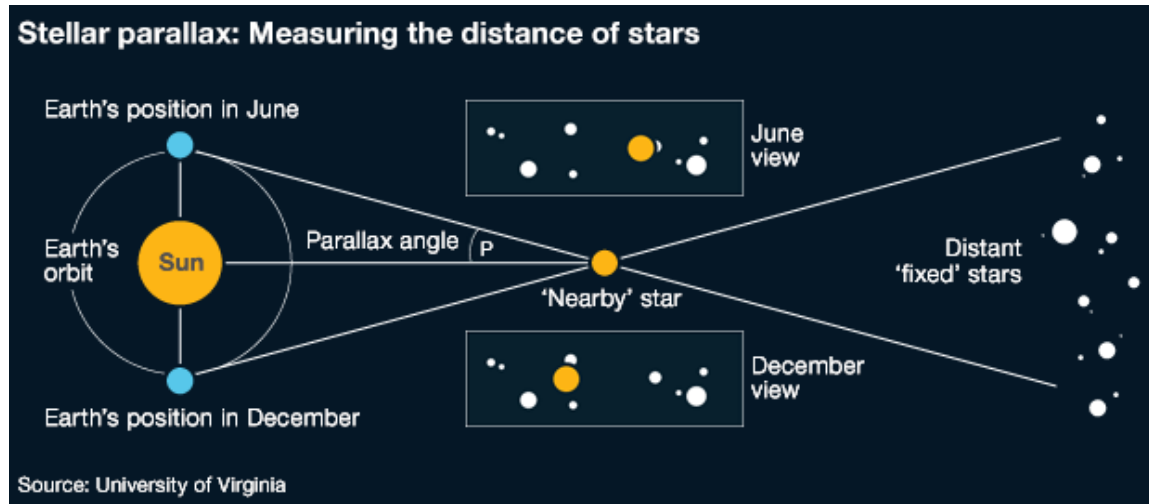 Stellar parallax: Measuring the distance of stars
Earth's position in June
June
view
Earth's
orbit
Sun
Parallax angle
P
Distant
'fixed' stars
'Nearby' star
December
view
Earth's position in December
Source: University of Virginia